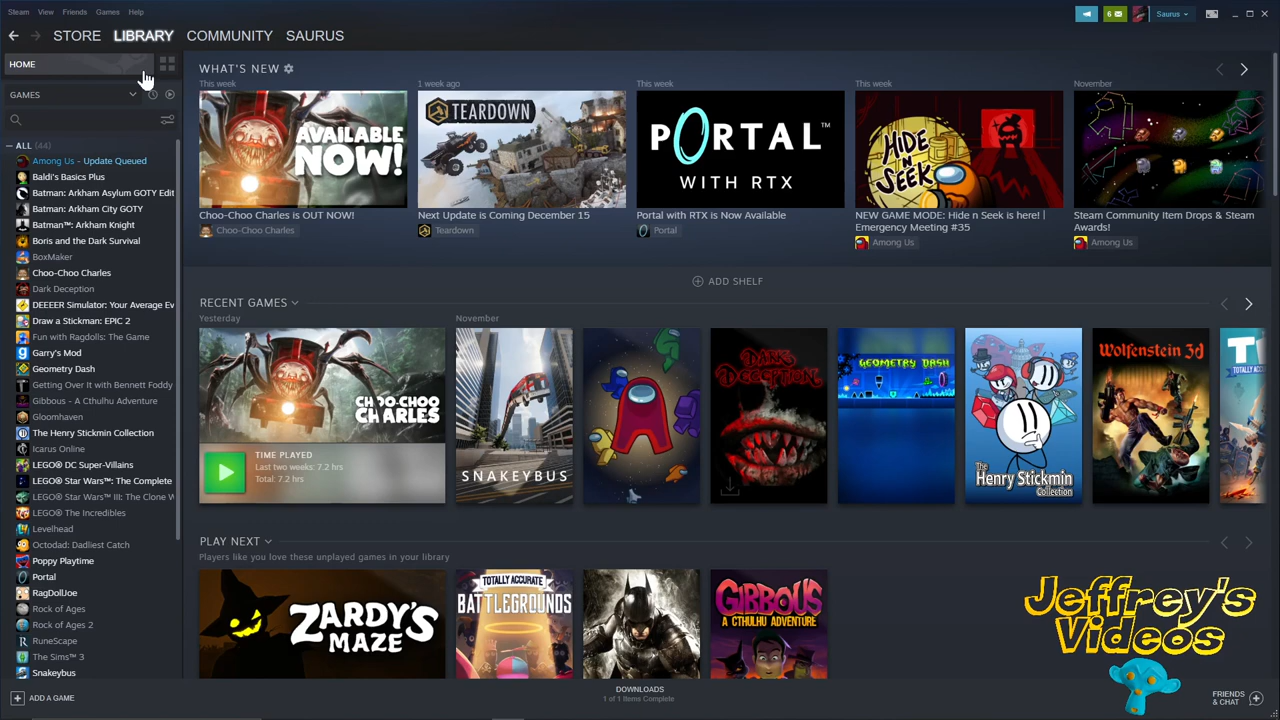 Steam View Friends Games Help
6 Saurus
STORE LIBRARY COMMUNITY SAURUS
HOME
GAMES
ALL (44)
Among Us - Update Queued
Baldi's Basics Plus
Batman: Arkham Asylum GOTY Edit
Batman: Arkham City GOTY
Batman™: Arkham Knight
Boris and the Dark Survival
BoxMaker
Choo-Choo Charles
Dark Deception
DEEEER Simulator: Your Average Ev
Draw a Stickman: EPIC 2
Fun with Ragdolls: The Game
Garry's Mod
Geometry Dash
Getting Over It with Bennett Foddy
Gibbous - A Cthulhu Adventure
Gloomhaven
The Henry Stickmin Collection
Icarus Online
LEGO® DC Super-Villains
LEGO® Star Wars™: The Complete
LEGO® Star Wars™ III: The Clone W
LEGO® The Incredibles
Levelhead
Octodad: Dadliest Catch
Poppy Playtime
Portal
RagDollJoe
Rock of Ages
Rock of Ages 2
RuneScape
The Sims™ 3
Snakeybus
ADD A GAME
WHAT'S NEW
This week
AVAILABLE
NOW!
Choo-Choo Charles is OUT NOW!
Choo-Choo Charles
1 week ago
TEARDOWN
Next Update is Coming December 15
Teardown
This week
PORTAL™
WITH RTX
Portal with RTX is Now Available
Portal
This week
HIDE
N
SEEK
NEW GAME MODE: Hide n Seek is here! |
Emergency Meeting #35
Among Us
November
Steam Community Item Drops & Steam
Awards!
Among Us
ADD SHELF
RECENT GAMES
Yesterday
CHOO-CHOO
CHARLES
TIME PLAYED
Last two weeks: 7.2 hrs
Total: 7.2 hrs
November
SNAKEYBUS
DARK
DECEPTION
GEOMETRY DASH
The
Henry Stickmin
Collection
Wolfenstein 3d
PLAY NEXT
Players like you love these unplayed games in your library
ZARDY'S
MAZE
TOTALLY ACCURATE
BATTLEGROUNDS
GIBBOUS
A CTHULHU ADVENTURE
Jeffrey's
Videos
DOWNLOADS
1 of 1 Items Complete
FRIENDS
& CHAT